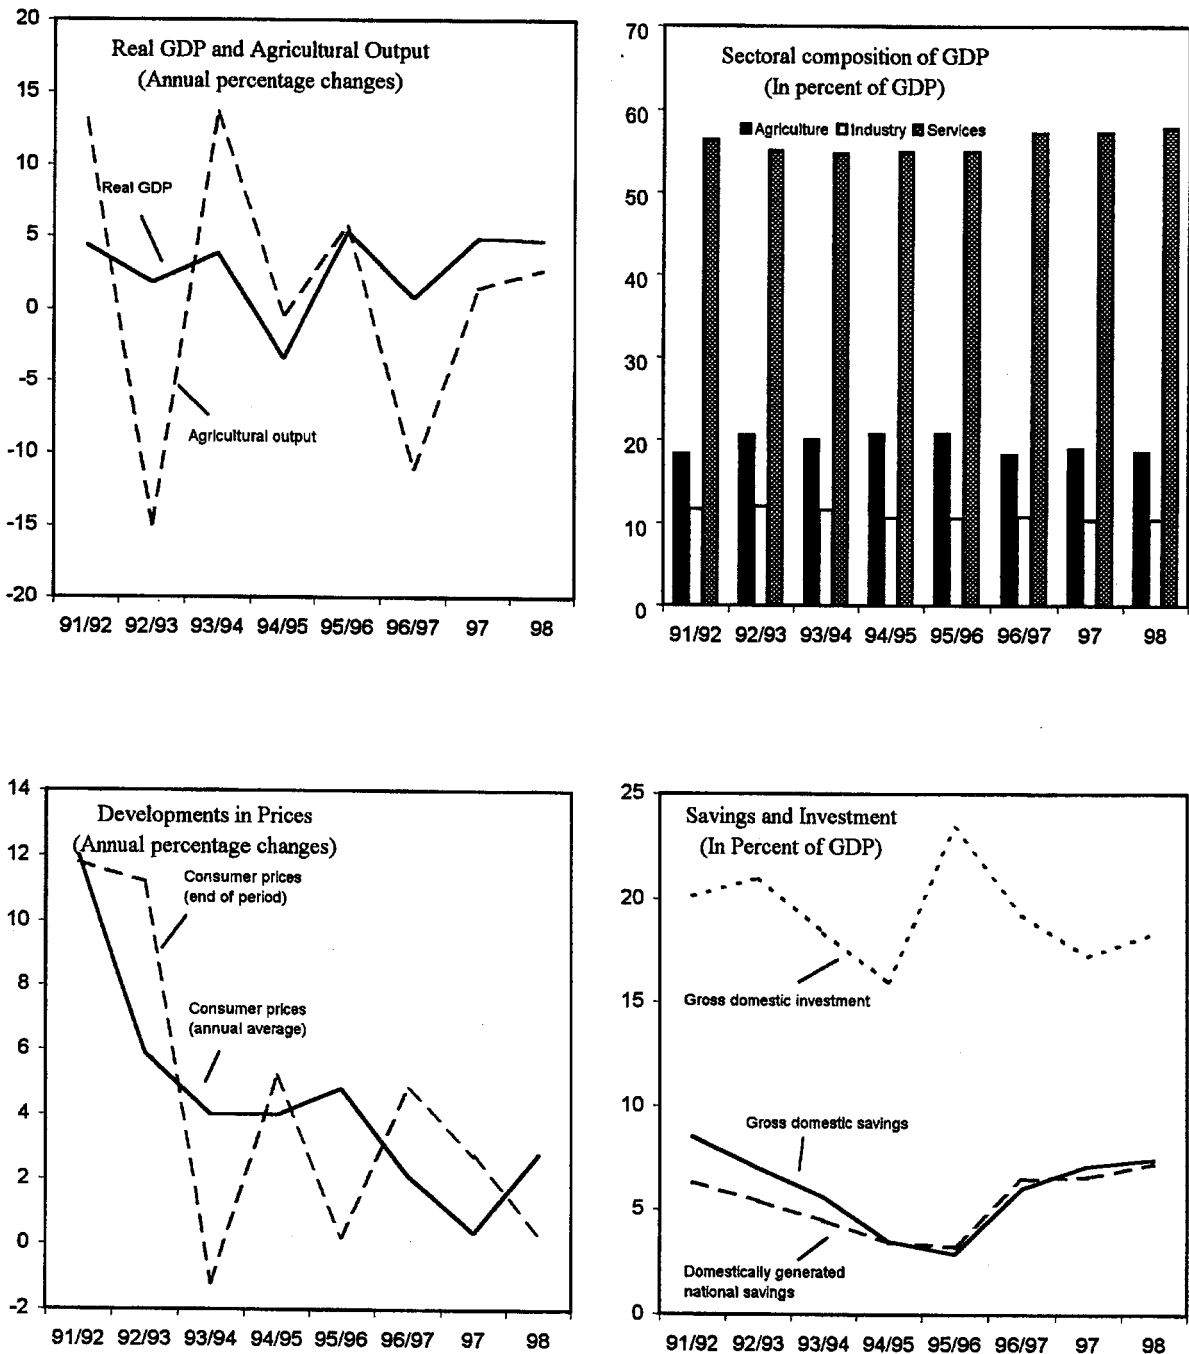 Real GDP and Agricultural Output
(Annual percentage changes)
20
15
10
5
0
-5
-10
-15
-20
Real GDP
Agricultural output
91/92 92/93 93/94 94/95 95/96 96/97 97 98
Sectoral composition of GDP
(In percent of GDP)
Agriculture Industry Services
70
60
50
40
30
20
10
0
91/92 92/93 93/94 94/95 95/96 96/97 97 98
Developments in Prices
(Annual percentage changes)
14
12
10
8
6
4
2
0
-2
Consumer prices
(end of period)
Consumer prices
(annual average)
91/92 92/93 93/94 94/95 95/96 96/97 97 98
Savings and Investment
(In Percent of GDP)
25
20
15
10
5
0
Gross domestic investment
Gross domestic savings
Domestically generated
national savings
91/92 92/93 93/94 94/95 95/96 96/97 97 98